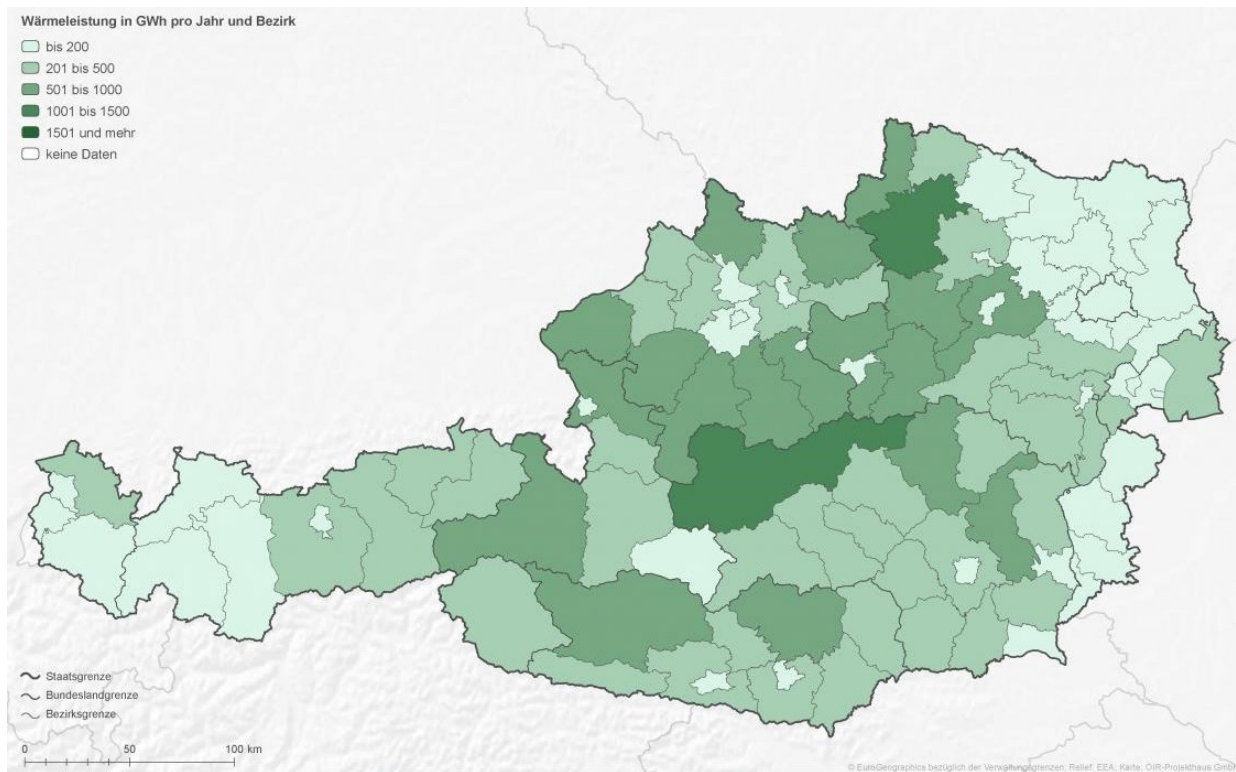 Wärmeleistung in GWh pro Jahr und Bezirk
bis 200
201 bis 500
501 bis 1000
1001 bis 1500
1501 und mehr
keine Daten
Staatsgrenze
Bundeslandgrenze
Bezirksgrenze
0 50 100 km
© EuroGeographics bezüglich der Verwaltungsgrenzen; Relief: EEA; Karte: ÖIR-Projekthaus GmbH